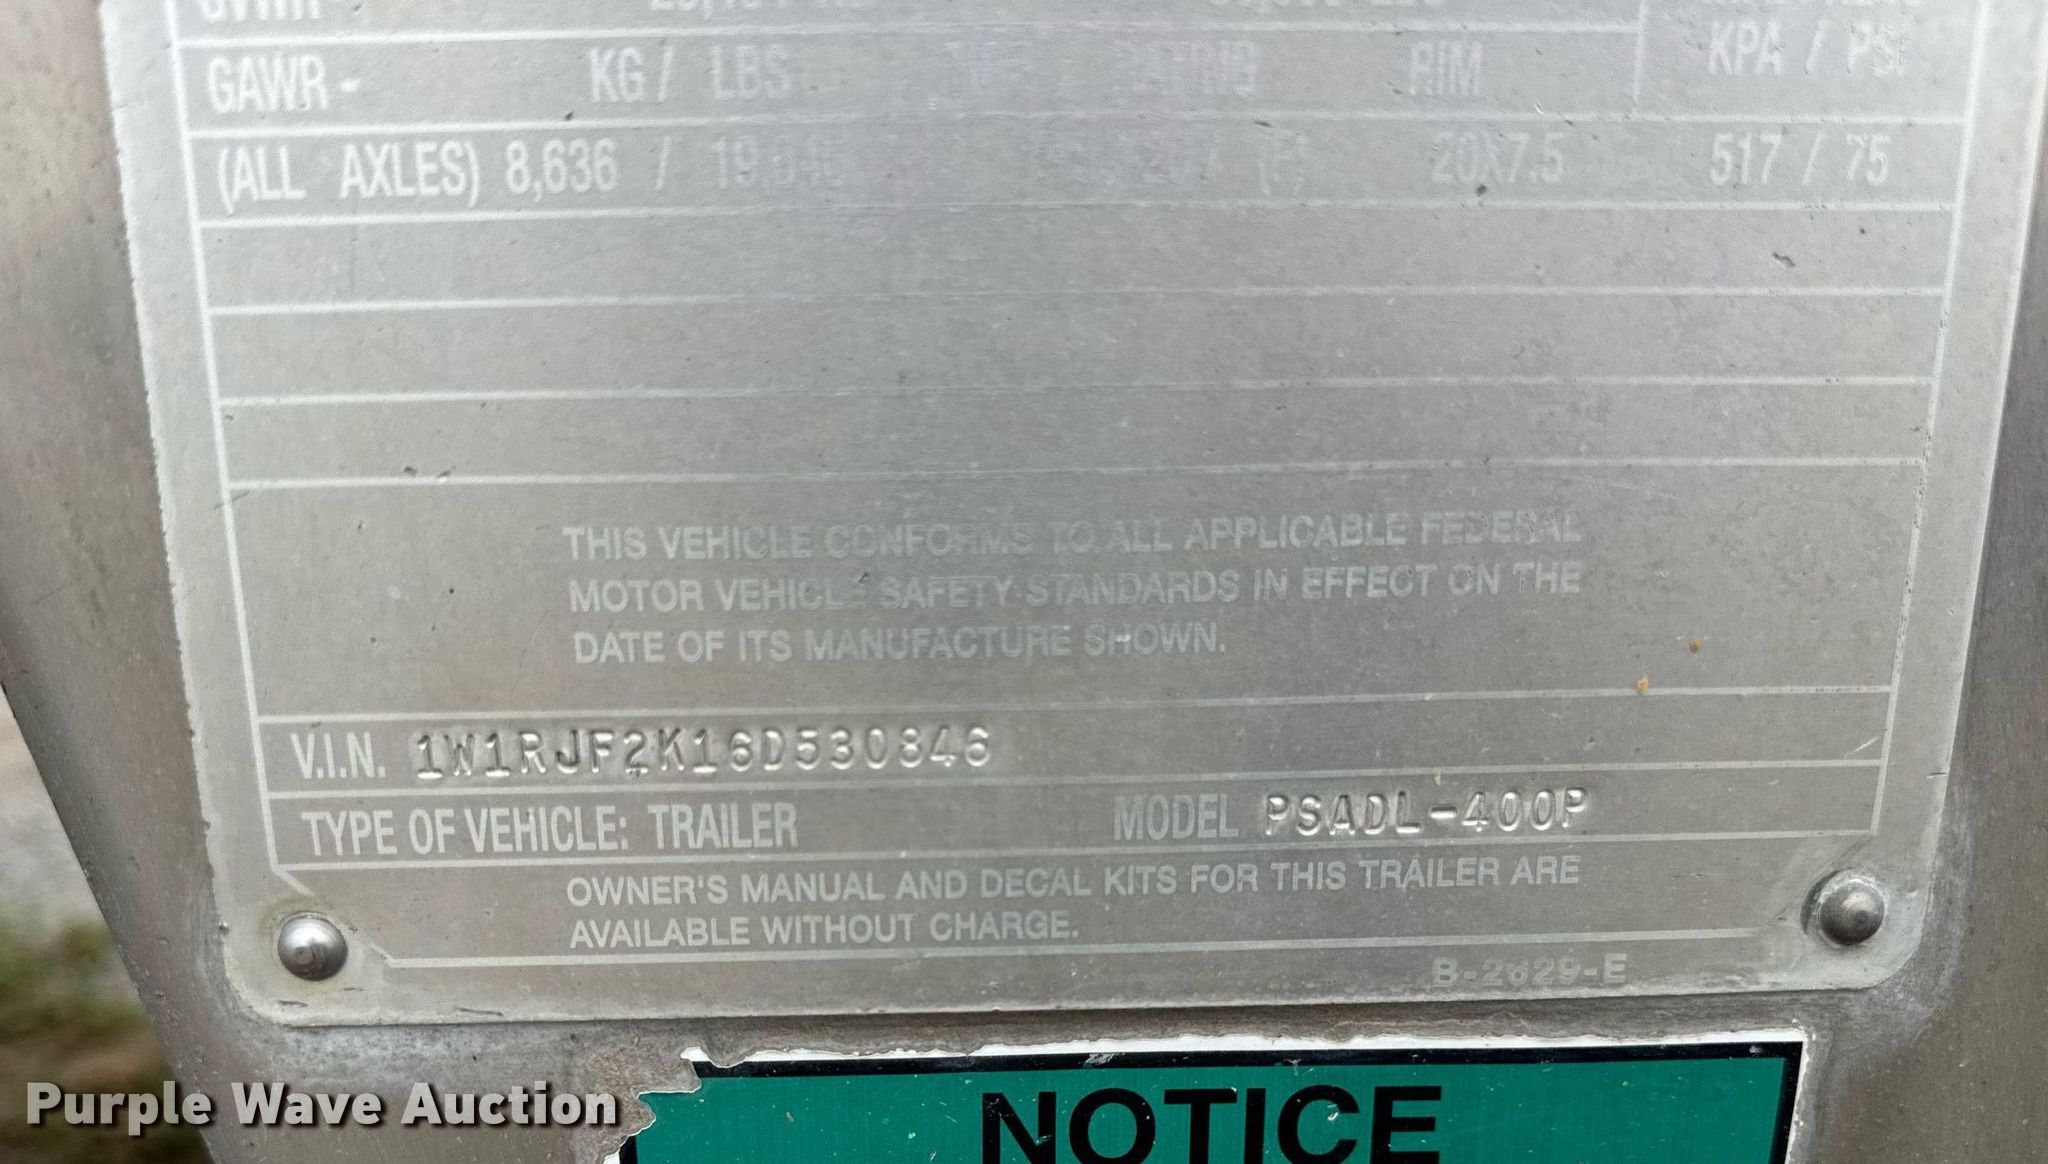 GAWR- KG / LBS RIM KPA / PSI
(ALL AXLES) 8,636 / 19,040 (F) 20X7.5 517 / 75
THIS VEHICLE CONFORMS TO ALL APPLICABLE FEDERAL
MOTOR VEHICLE SAFETY STANDARDS IN EFFECT ON THE
DATE OF ITS MANUFACTURE SHOWN.
V.I.N. 1W1RJF2K16D530846
TYPE OF VEHICLE: TRAILER MODEL PSADL-400P
OWNER'S MANUAL AND DECAL KITS FOR THIS TRAILER ARE
AVAILABLE WITHOUT CHARGE.
B-2629-E
NOTICE
Purple Wave Auction